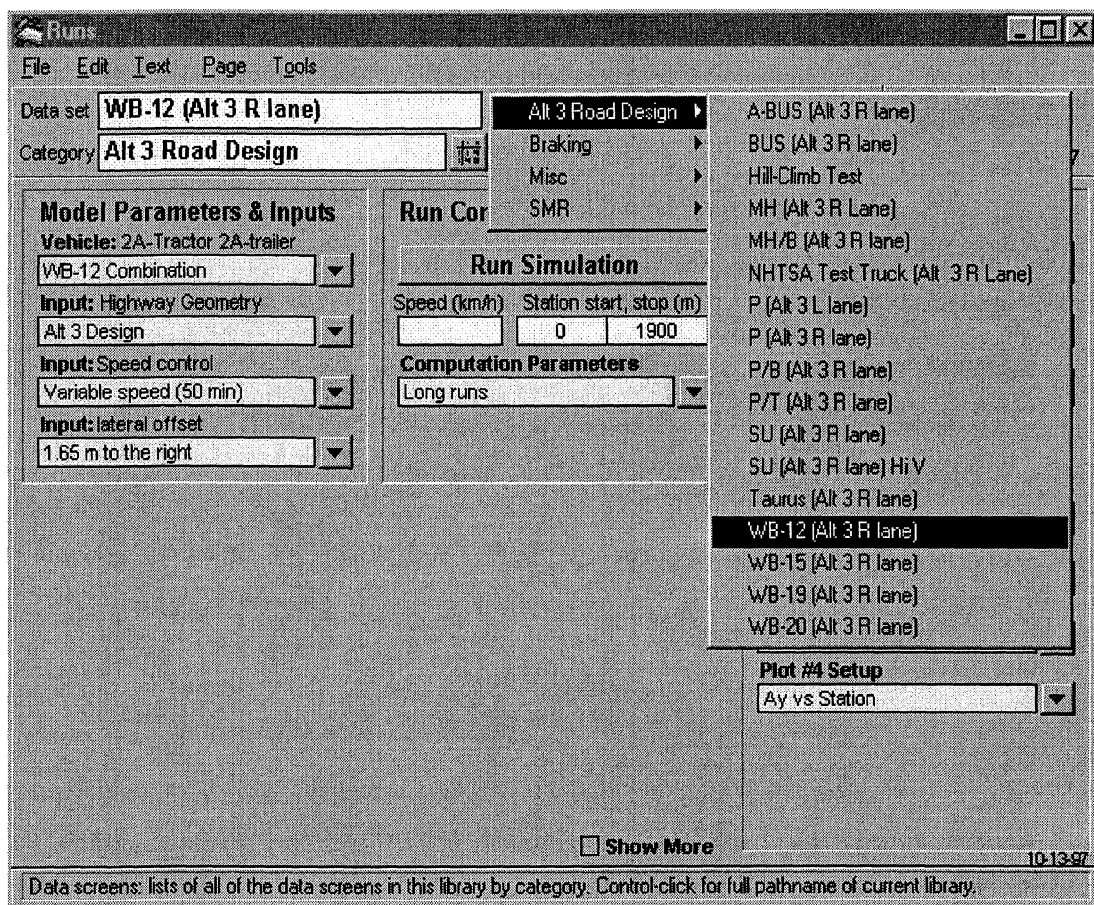 Runs
File Edit Text Page Tools
Data set WB-12 (Alt 3 R lane)
Category Alt 3 Road Design
7
Alt 3 Road Design
Braking
Misc
SMR
A-BUS (Alt 3 R lane)
BUS (Alt 3 R lane)
Hill-Climb Test
MH (Alt 3 R Lane)
MH/B (Alt 3 R lane)
NHTSA Test Truck (Alt 3 R Lane)
P (Alt 3 L lane)
P (Alt 3 R lane)
P/B (Alt 3 R lane)
P/T (Alt 3 R lane)
SU (Alt 3 R lane)
SU (Alt 3 R lane) Hi V
Taurus (Alt 3 R lane)
WB-12 (Alt 3 R lane)
WB-15 (Alt 3 R lane)
WB-19 (Alt 3 R lane)
WB-20 (Alt 3 R lane)
Model Parameters & Inputs
Vehicle: 2A-Tractor 2A-trailer
WB-12 Combination
Input: Highway Geometry
Alt 3 Design
Input: Speed control
Variable speed (50 min)
Input: lateral offset
1.65 m to the right
Run Cor
Run Simulation
Speed (km/h) Station start, stop (m)
0 1900
Computation Parameters
Long runs
Plot #4 Setup
Ay vs Station
Show More
10-13-97
Data screens: lists of all of the data screens in this library by category. Control-click for full pathname of current library.